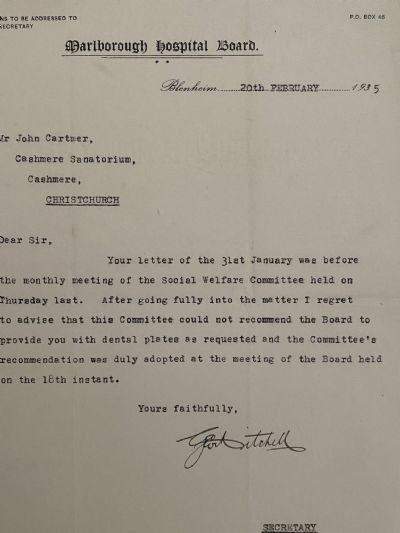 NS TO BE ADDRESSED TO
SECRETARY
P.O. BOX 46
Marlborough Hospital Board.
Blenheim, 20th FEBRUARY 1935
Mr John Cartmer,
Cashmere Sanatorium,
Cashmere,
CHRISTCHURCH
Dear Sir,
Your letter of the 31st January was before
the monthly meeting of the Social Welfare Committee held on
Thursday last. After going fully into the matter I regret
to advise that this Committee could not recommend the Board to
provide you with dental plates as requested and the Committee's
recommendation was duly adopted at the meeting of the Board held
on the 18th instant.
Yours faithfully,
SECRETARY